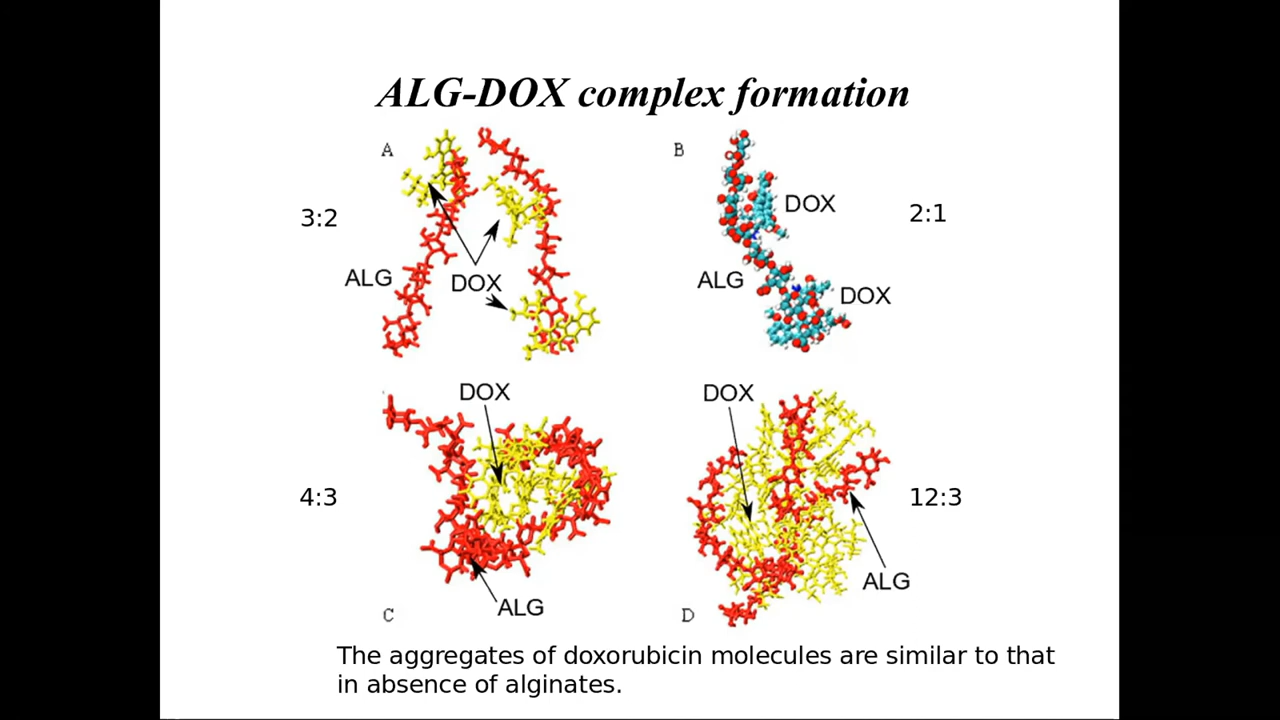 ALG-DOX complex formation
A
3:2
ALG
DOX
B
DOX
2:1
ALG
DOX
DOX
4:3
ALG
C
DOX
12:3
ALG
D
The aggregates of doxorubicin molecules are similar to that
in absence of alginates.